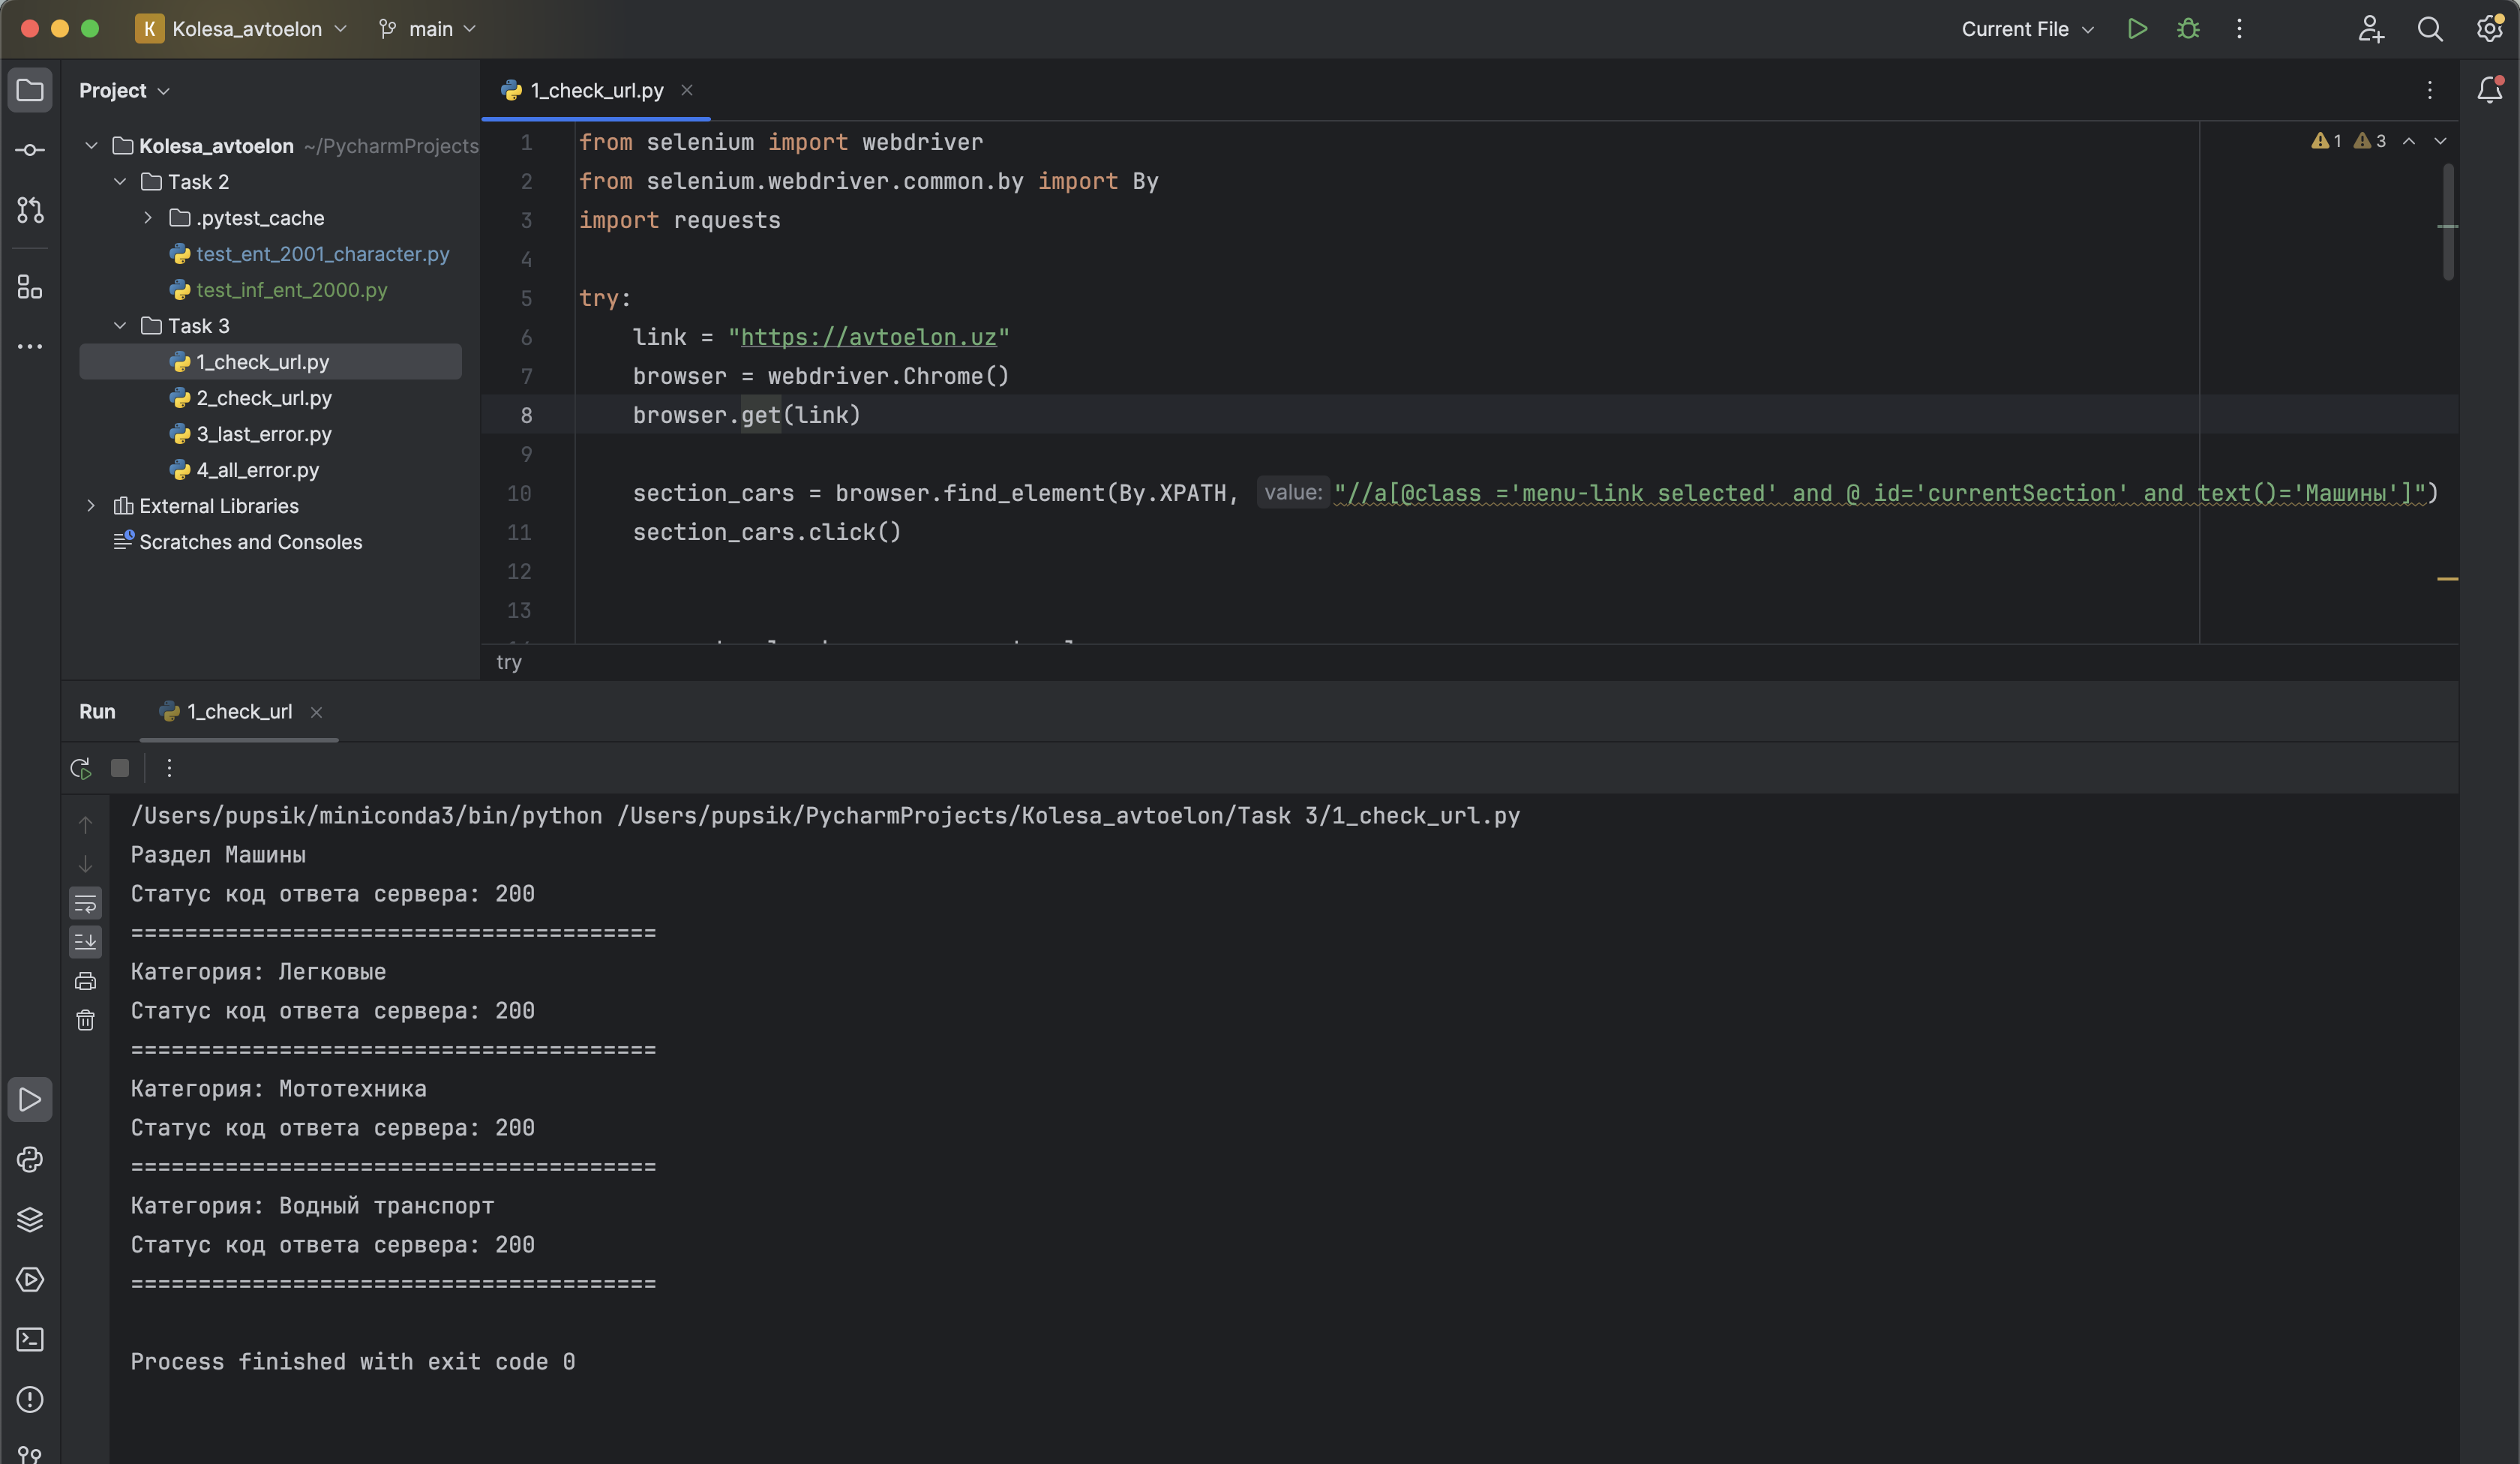 K Kolesa_avtoelon main Current File
Project
Kolesa_avtoelon ~/PycharmProjects
Task 2
.pytest_cache
test_ent_2001_character.py
test_inf_ent_2000.py
Task 3
1_check_url.py
2_check_url.py
3_last_error.py
4_all_error.py
External Libraries
Scratches and Consoles
1_check_url.py
1 3
1 from selenium import webdriver
2 from selenium.webdriver.common.by import By
3 import requests
4
5 try:
6 link = "https://avtoelon.uz"
7 browser = webdriver.Chrome()
8 browser.get(link)
9
10 section_cars = browser.find_element(By.XPATH, value: "//a[@class ='menu-link selected' and @ id='currentSection' and text()='Машины']")
11 section_cars.click()
12
13
try
Run 1_check_url
/Users/pupsik/miniconda3/bin/python /Users/pupsik/PycharmProjects/Kolesa_avtoelon/Task 3/1_check_url.py
Раздел Машины
Статус код ответа сервера: 200
=======================================
Категория: Легковые
Статус код ответа сервера: 200
=======================================
Категория: Мототехника
Статус код ответа сервера: 200
=======================================
Категория: Водный транспорт
Статус код ответа сервера: 200
=======================================
Process finished with exit code 0